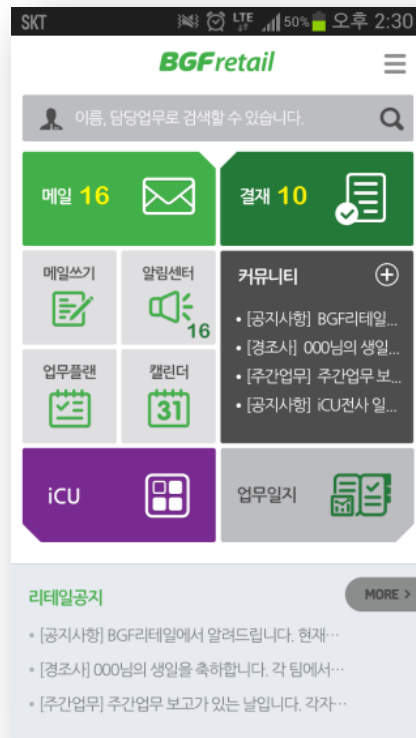 SKT LTE 50% 오후 2:30
BGFretail
이름, 담당업무로 검색할 수 있습니다.
메일 16
결재 10
메일쓰기
알림센터
16
업무플랜
캘린더
31
커뮤니티
• [공지사항] BGF리테일...
• [경조사] 000님의 생일...
• [주간업무] 주간업무 보...
• [공지사항] iCU전사 일...
iCU
업무일지
리테일공지
MORE >
• [공지사항] BGF리테일에서 알려드립니다. 현재…
• [경조사] 000님의 생일을 축하합니다. 각 팀에서…
• [주간업무] 주간업무 보고가 있는 날입니다. 각자…